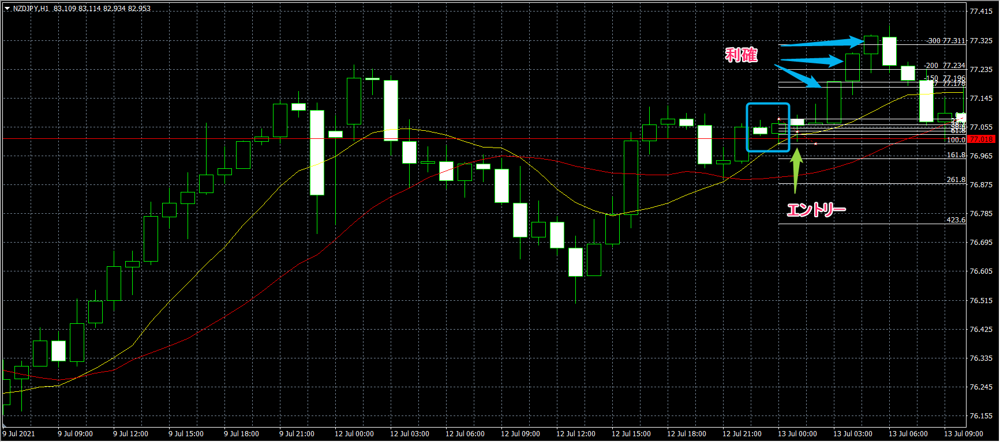 NZDJPY,H1 83.109 83.114 82.934 82.953
77.415
77.325
77.235
77.145
77.055
77.018
76.965
76.875
76.785
76.695
76.605
76.515
76.425
76.335
76.245
76.155
利確
-300 77.311
-200 77.234
-150 77.196
77.178
61.8
100.0
161.8
261.8
423.6
エントリー
9 Jul 2021
9 Jul 09:00
9 Jul 12:00
9 Jul 15:00
9 Jul 18:00
9 Jul 21:00
12 Jul 00:00
12 Jul 03:00
12 Jul 06:00
12 Jul 09:00
12 Jul 12:00
12 Jul 15:00
12 Jul 18:00
12 Jul 21:00
13 Jul 00:00
13 Jul 03:00
13 Jul 06:00
13 Jul 09:00